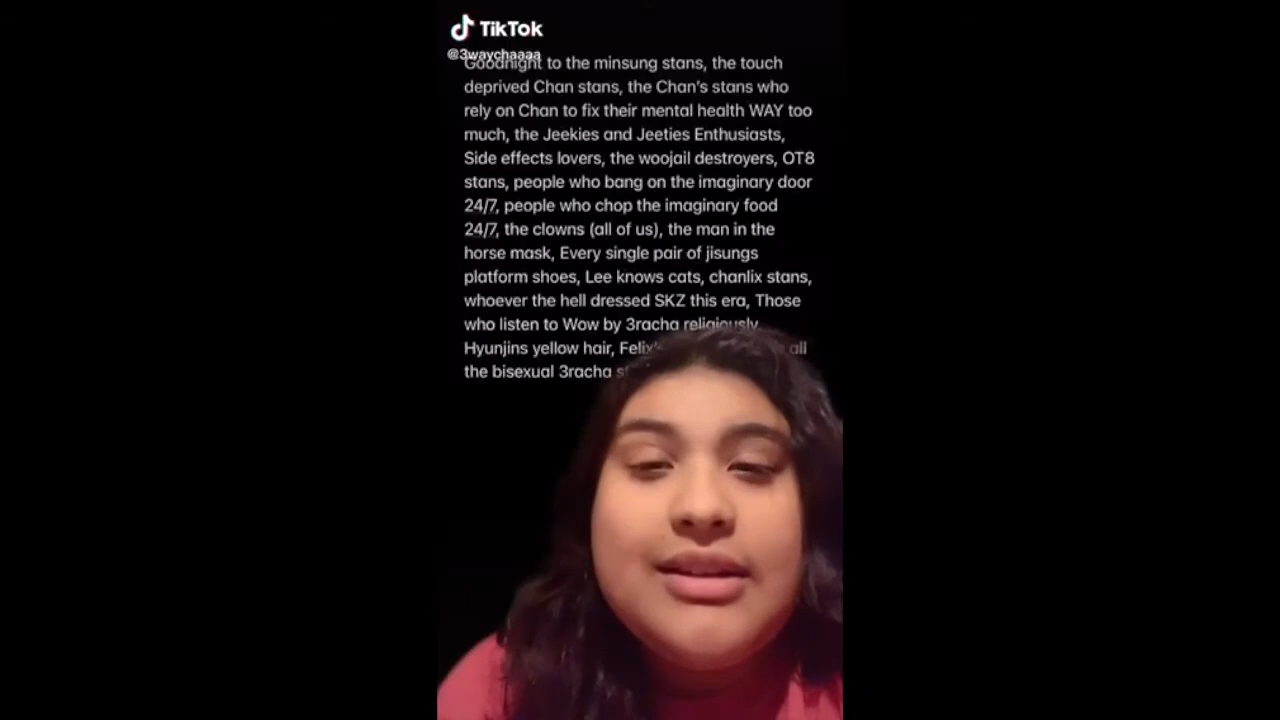 TikTok
@3waychaaaa
Goodnight to the minsung stans, the touch
deprived Chan stans, the Chan's stans who
rely on Chan to fix their mental health WAY too
much, the Jeekies and Jeeties Enthusiasts,
Side effects lovers, the woojail destroyers, OT8
stans, people who bang on the imaginary door
24/7, people who chop the imaginary food
24/7, the clowns (all of us), the man in the
horse mask, Every single pair of jisungs
platform shoes, Lee knows cats, chanlix stans,
whoever the hell dressed SKZ this era, Those
who listen to Wow by 3racha religiously
Hyunjins yellow hair, all
the bisexual 3racha